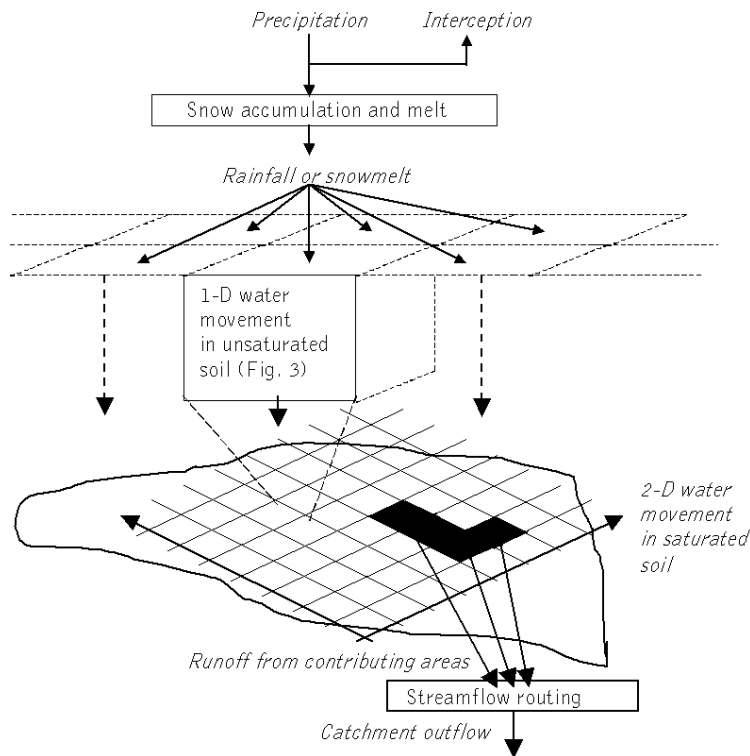 Precipitation
Interception
Snow accumulation and melt
Rainfall or snowmelt
1-D water
movement
in unsaturated
soil (Fig. 3)
2-D water
movement
in saturated
soil
Runoff from contributing areas
Streamflow routing
Catchment outflow